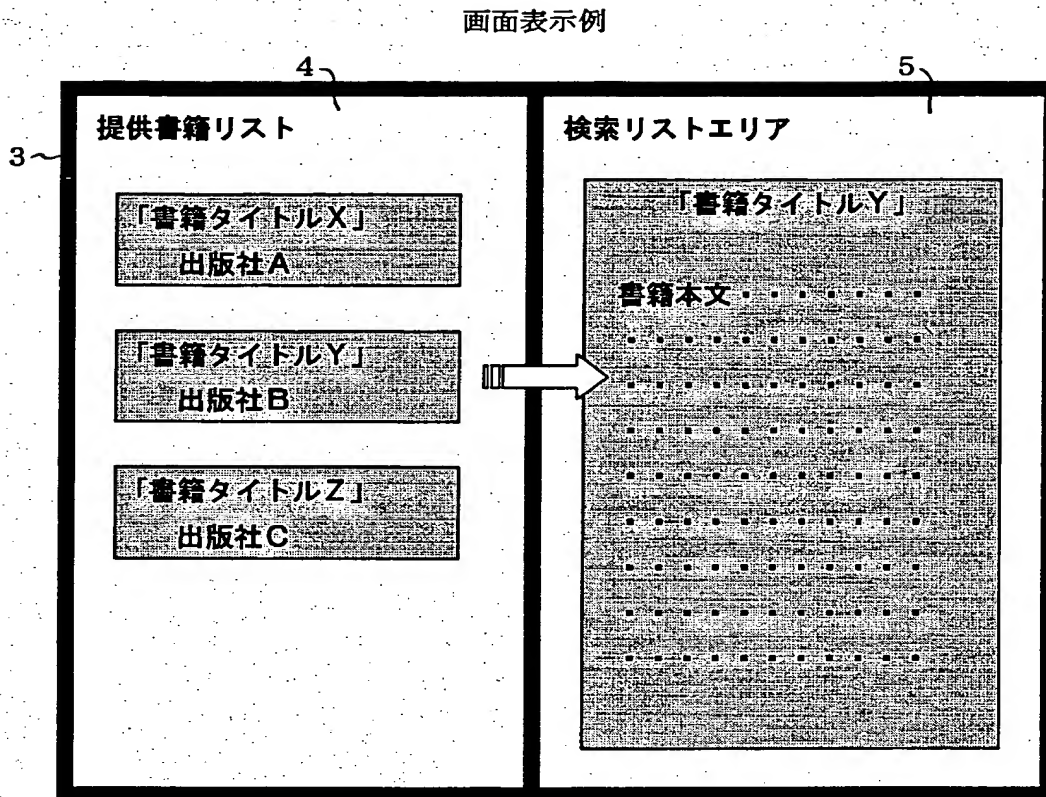 画面表示例
4
5
3
提供書籍リスト
「書籍タイトルX」
出版社A
「書籍タイトルY」
出版社B
「書籍タイトルZ」
出版社C
検索リストエリア
「書籍タイトルY」
書籍本文・・・・・・・
・・・・・・・・・・・
・・・・・・・・・・・
・・・・・・・・・・・
・・・・・・・・・・・
・・・・・・・・・・・
・・・・・・・・・・・
・・・・・・・・・・・
・・・・・・・・・・・